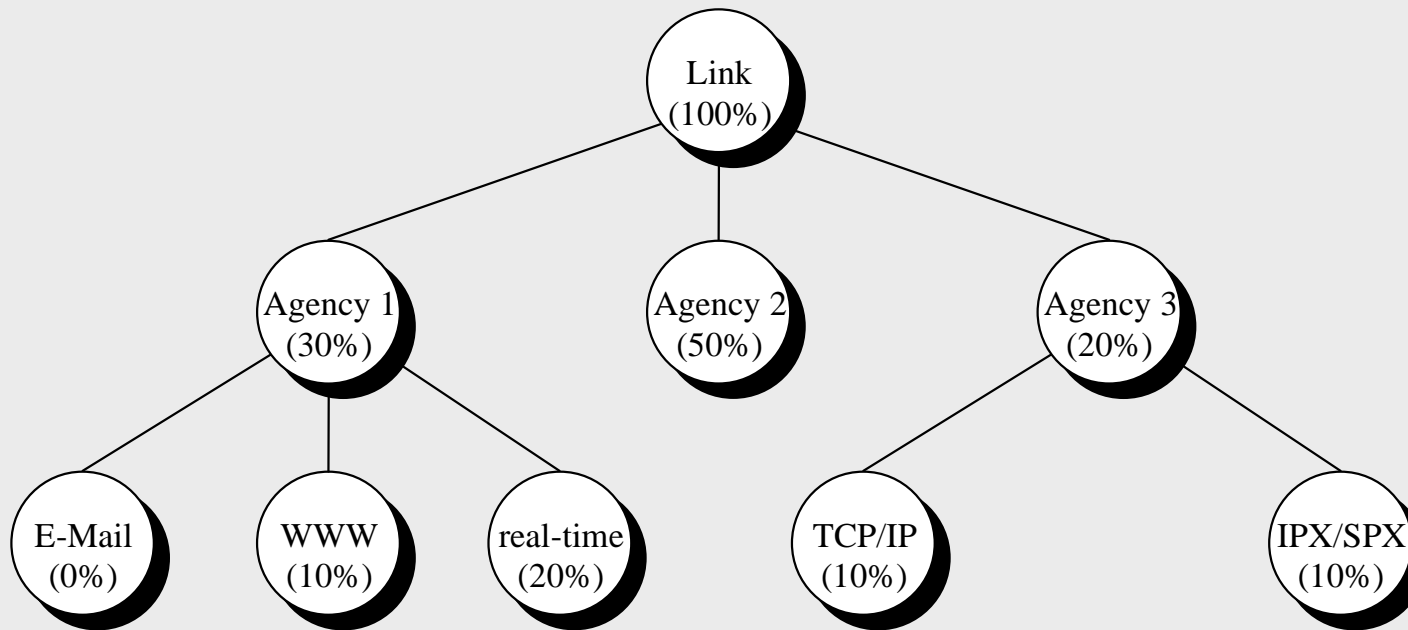 Link
(100%)
Agency 1
(30%)
Agency 2
(50%)
Agency 3
(20%)
E-Mail
(0%)
WWW
(10%)
real-time
(20%)
TCP/IP
(10%)
IPX/SPX
(10%)